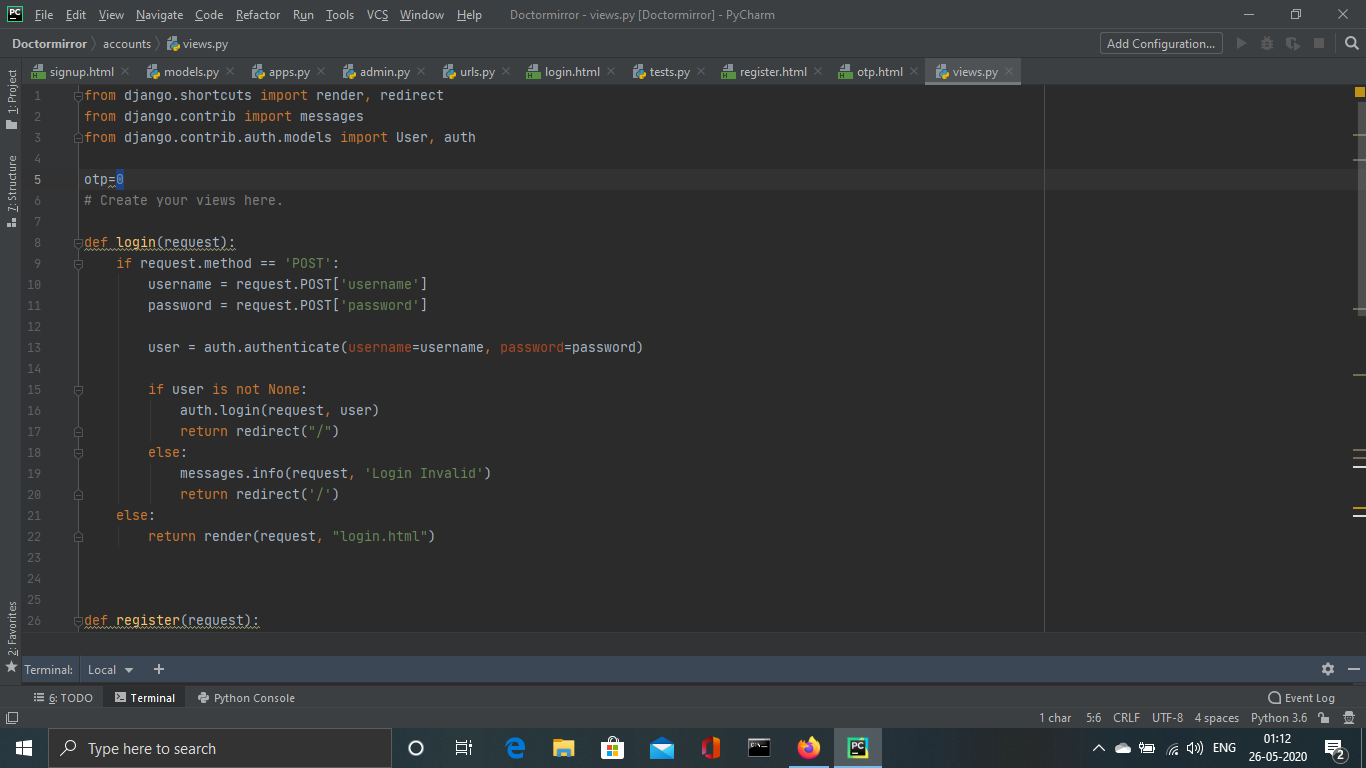 PC File Edit View Navigate Code Refactor Run Tools VCS Window Help Doctormirror - views.py [Doctormirror] - PyCharm
Doctormirror accounts views.py Add Configuration...
signup.html models.py apps.py admin.py urls.py login.html tests.py register.html otp.html views.py
1: Project
7: Structure
2: Favorites
1 from django.shortcuts import render, redirect
2 from django.contrib import messages
3 from django.contrib.auth.models import User, auth
4
5 otp=0
6 # Create your views here.
7
8 def login(request):
9 if request.method == 'POST':
10 username = request.POST['username']
11 password = request.POST['password']
12
13 user = auth.authenticate(username=username, password=password)
14
15 if user is not None:
16 auth.login(request, user)
17 return redirect("/")
18 else:
19 messages.info(request, 'Login Invalid')
20 return redirect('/')
21 else:
22 return render(request, "login.html")
23
24
25
26 def register(request):
Terminal: Local +
6: TODO Terminal Python Console Event Log
1 char 5:6 CRLF UTF-8 4 spaces Python 3.6
Type here to search PC ENG 01:12
26-05-2020 2